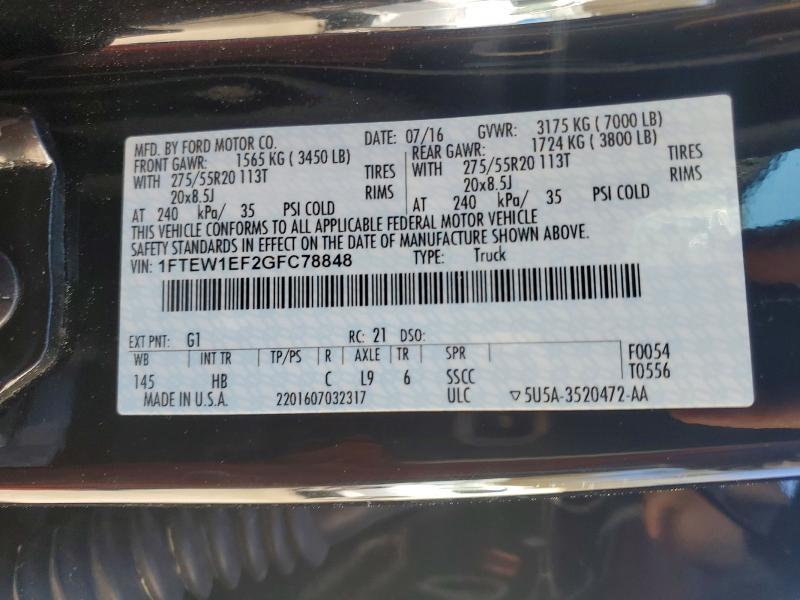 MFD. BY FORD MOTOR CO. DATE: 07/16 GVWR: 3175 KG ( 7000 LB)
FRONT GAWR: 1565 KG ( 3450 LB) REAR GAWR: 1724 KG ( 3800 LB)
WITH 275/55R20 113T TIRES WITH 275/55R20 113T TIRES
20x8.5J RIMS 20x8.5J RIMS
AT 240 kPa/ 35 PSI COLD AT 240 kPa/ 35 PSI COLD
THIS VEHICLE CONFORMS TO ALL APPLICABLE FEDERAL MOTOR VEHICLE
SAFETY STANDARDS IN EFFECT ON THE DATE OF MANUFACTURE SHOWN ABOVE.
VIN: 1FTEW1EF2GFC78848 TYPE: Truck
EXT PNT: G1 RC: 21 DSO:
WB INT TR TP/PS R AXLE TR SPR F0054
145 HB C L9 6 SSCC T0556
MADE IN U.S.A. 2201607032317 ULC ▽5U5A-3520472-AA